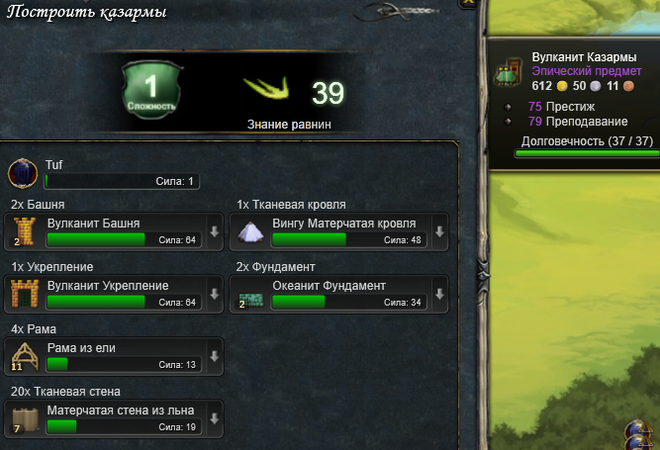 Построить казармы
1
Сложность
39
Знание равнин
Tuf
Сила: 1
2x Башня
Вулканит Башня
2
Сила: 64
1x Тканевая кровля
Вингу Матерчатая кровля
Сила: 48
1x Укрепление
Вулканит Укрепление
Сила: 64
2x Фундамент
Океанит Фундамент
2
Сила: 34
4x Рама
Рама из ели
11
Сила: 13
20x Тканевая стена
Матерчатая стена из льна
7
Сила: 19
Вулканит Казармы
Эпический предмет
612 50 11
75 Престиж
79 Преподавание
Долговечность (37 / 37)